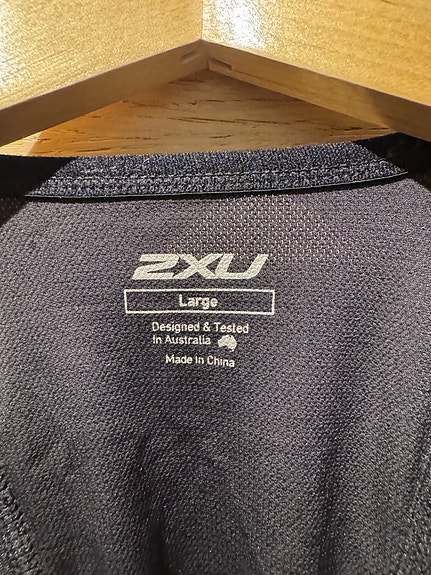 2XU
Large
Designed & Tested
in Australia
Made in China